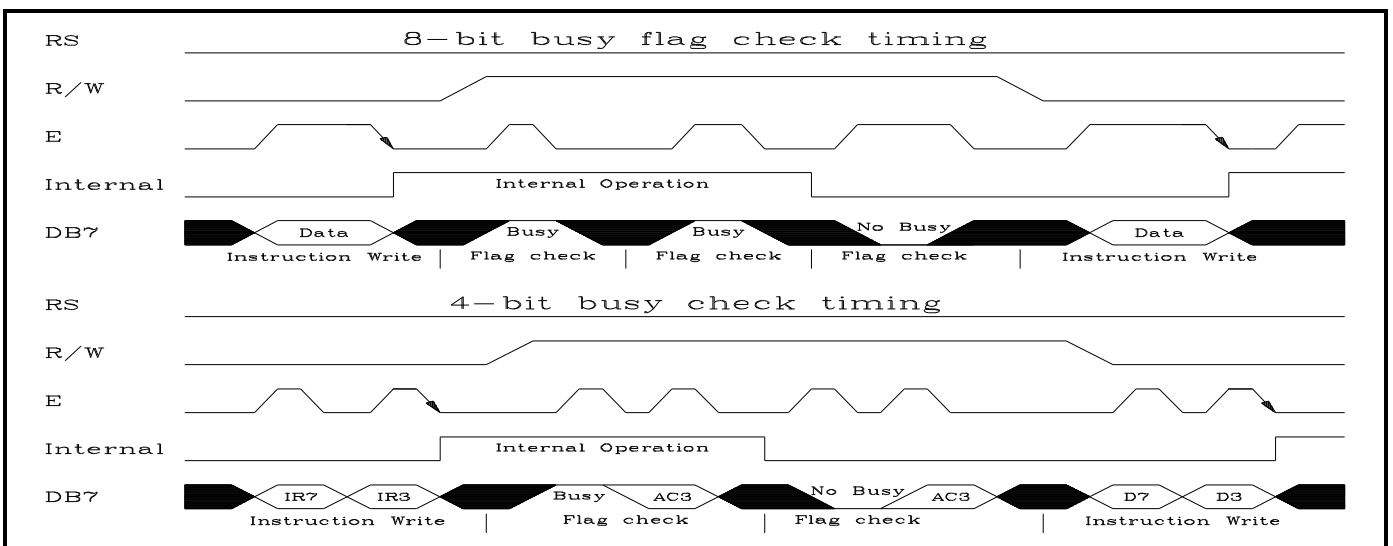 RS 8-bit busy flag check timing
R/W
E
Internal Internal Operation
DB7 Data Busy Busy No Busy Data
Instruction Write Flag check Flag check Flag check Instruction Write
RS 4-bit busy check timing
R/W
E
Internal Internal Operation
DB7 IR7 IR3 Busy AC3 No Busy AC3 D7 D3
Instruction Write Flag check Flag check Instruction Write